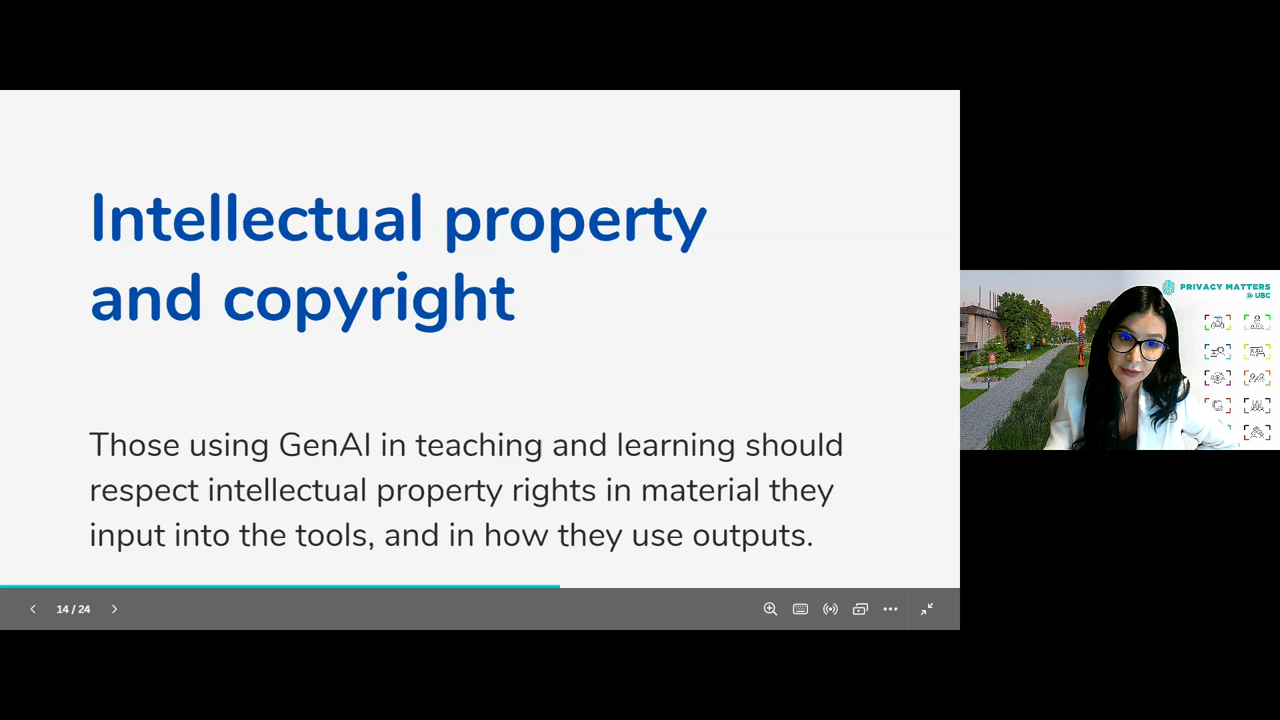 Intellectual property
and copyright
Those using GenAI in teaching and learning should
respect intellectual property rights in material they
input into the tools, and in how they use outputs.
14 / 24
PRIVACY MATTERS
@ UBC